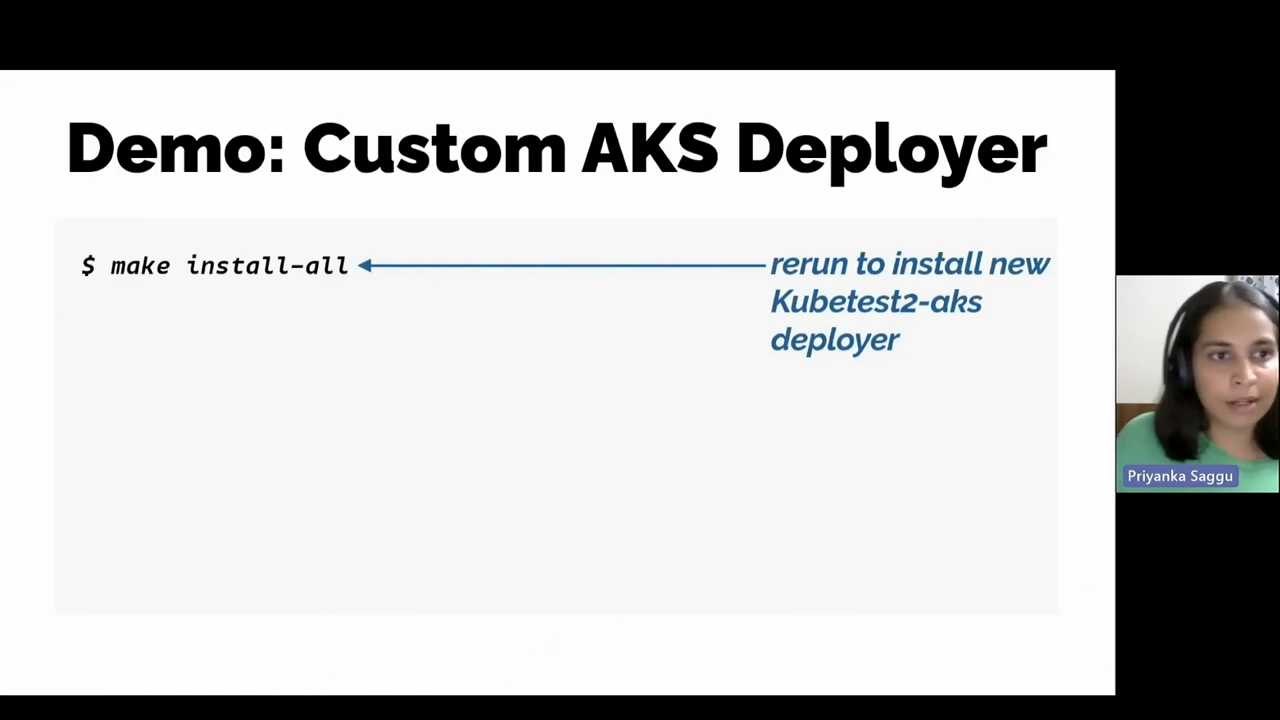 Demo: Custom AKS Deployer
$ make install-all
rerun to install new
Kubetest2-aks
deployer
Priyanka Saggu